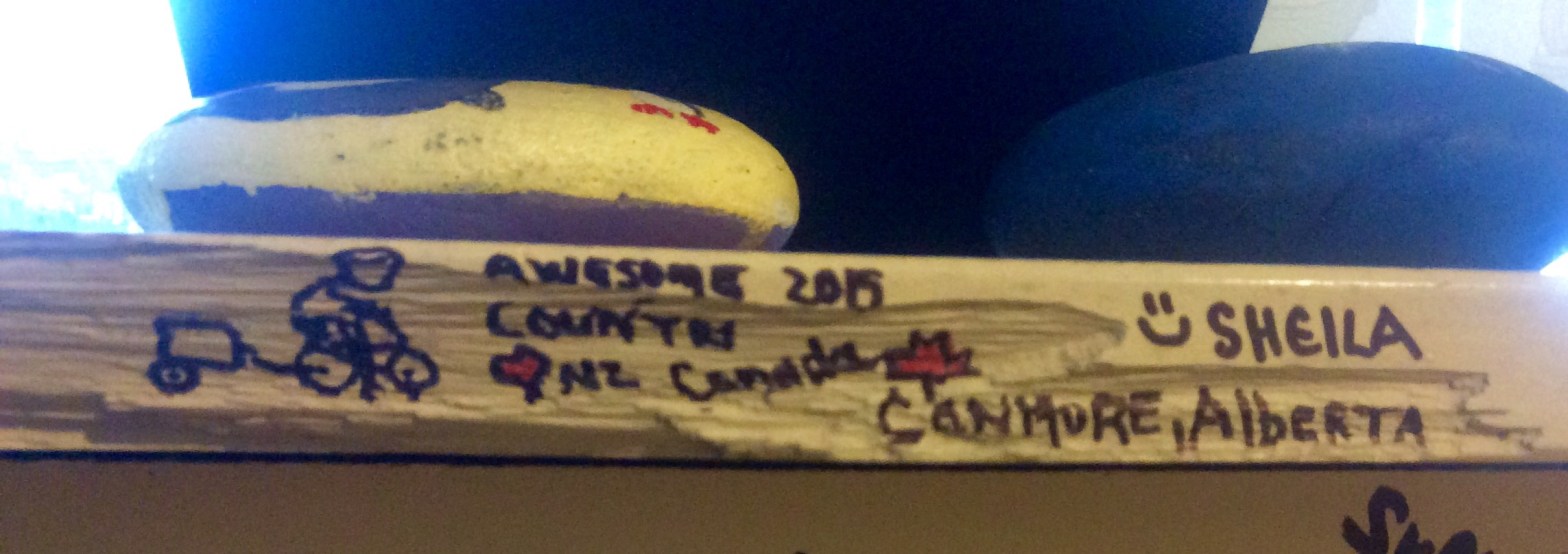 AWESOME 2015
COUNTRY
NZ Canada
SHEILA
CANMORE, Alberta